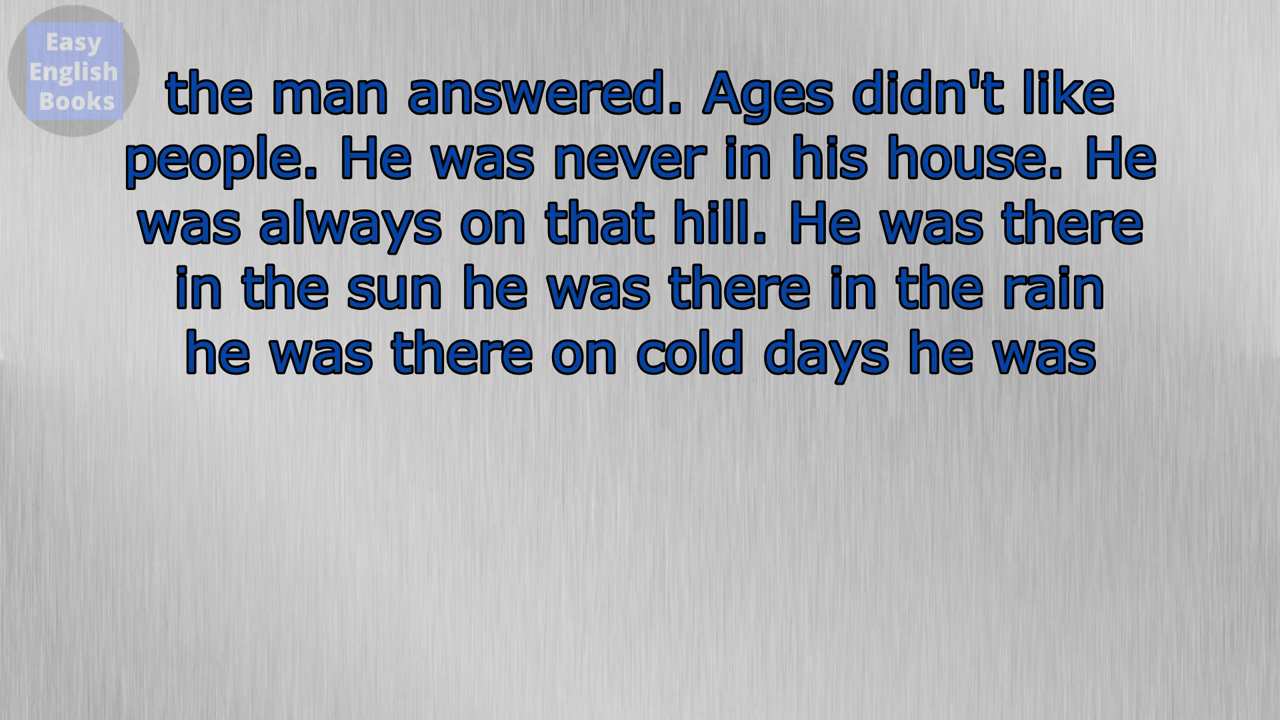 Easy
English
Books
the man answered. Ages didn't like
people. He was never in his house. He
was always on that hill. He was there
in the sun he was there in the rain
he was there on cold days he was